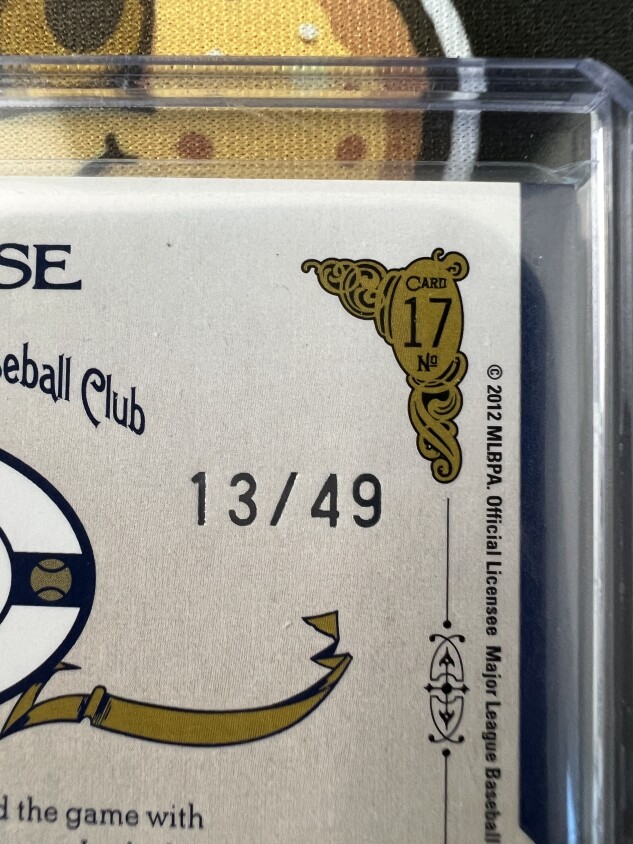 SE
CARD
17
No
eball Club
13/49
© 2012 MLBPA. Official Licensee Major League Baseball
the game with